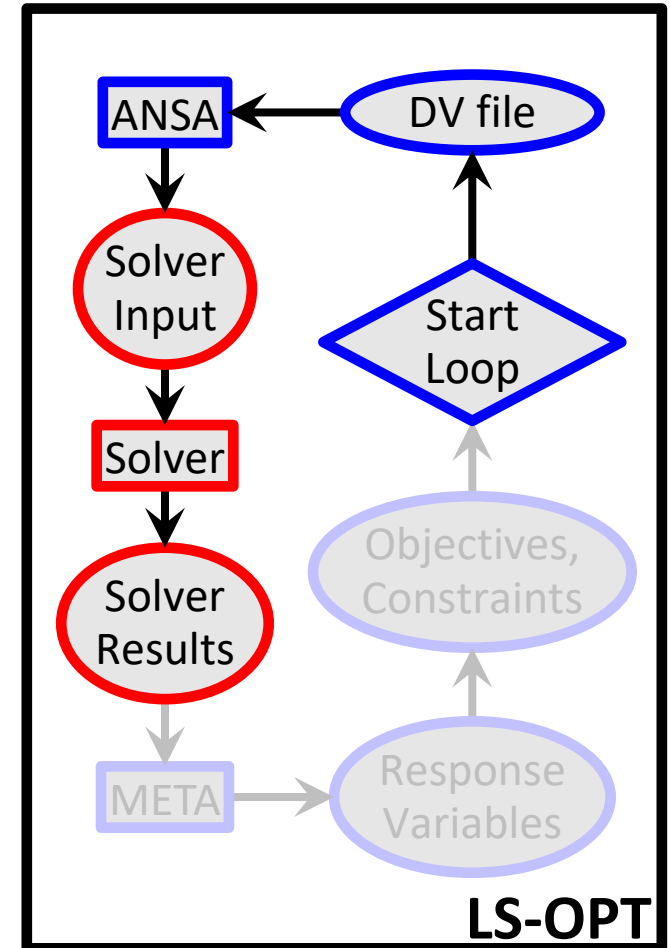 ANSA
DV file
Solver
Input
Start
Loop
Solver
Objectives,
Constraints
Solver
Results
META
Response
Variables
LS-OPT